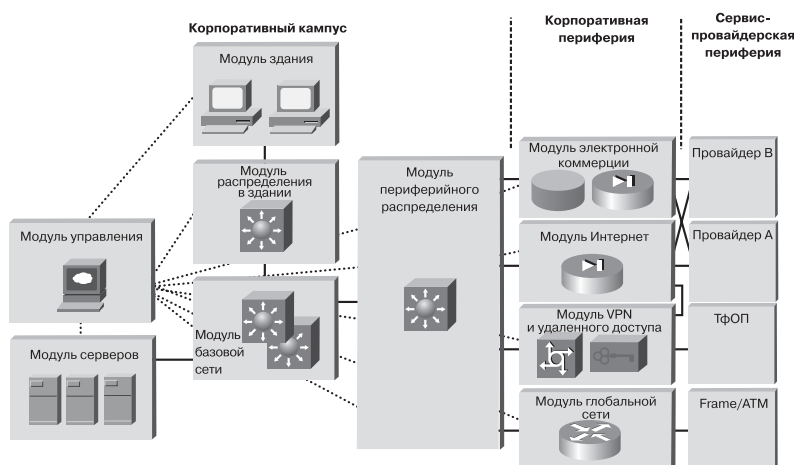 Корпоративный кампус
Корпоративная
периферия
Сервис-
провайдерская
периферия
Модуль здания
Модуль
распределения
в здании
Модуль управления
Модуль серверов
Модуль
базовой
сети
Модуль
периферийного
распределения
Модуль электронной
коммерции
Модуль Интернет
Модуль VPN
и удаленного доступа
Модуль глобальной
сети
Провайдер B
Провайдер A
ТфОП
Frame/ATM